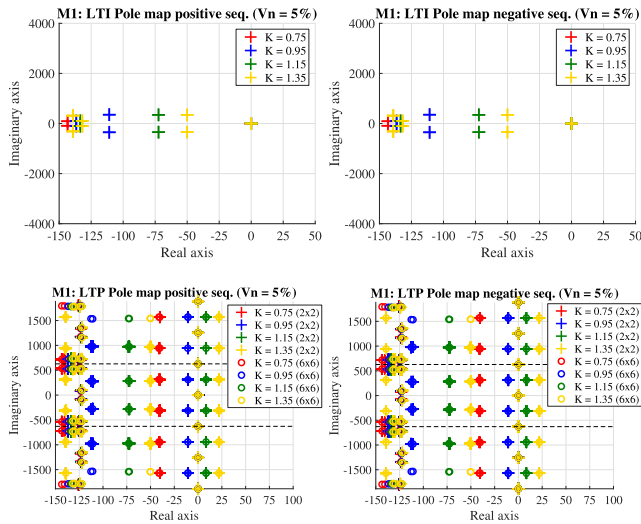 M1: LTI Pole map positive seq. (Vn = 5%)
4000
2000
0
-2000
-4000
Imaginary axis
K = 0.75
K = 0.95
K = 1.15
K = 1.35
-150 -125 -100 -75 -50 -25 0 25 50
Real axis
M1: LTI Pole map negative seq. (Vn = 5%)
4000
2000
0
-2000
-4000
Imaginary axis
K = 0.75
K = 0.95
K = 1.15
K = 1.35
-150 -125 -100 -75 -50 -25 0 25 50
Real axis
M1: LTP Pole map positive seq. (Vn = 5%)
1500
1000
500
0
-500
-1000
-1500
Imaginary axis
K = 0.75 (2x2)
K = 0.95 (2x2)
K = 1.15 (2x2)
K = 1.35 (2x2)
K = 0.75 (6x6)
K = 0.95 (6x6)
K = 1.15 (6x6)
K = 1.35 (6x6)
-150 -125 -100 -75 -50 -25 0 25 50 75 100
Real axis
M1: LTP Pole map negative seq. (Vn = 5%)
1500
1000
500
0
-500
-1000
-1500
Imaginary axis
K = 0.75 (2x2)
K = 0.95 (2x2)
K = 1.15 (2x2)
K = 1.35 (2x2)
K = 0.75 (6x6)
K = 0.95 (6x6)
K = 1.15 (6x6)
K = 1.35 (6x6)
-150 -125 -100 -75 -50 -25 0 25 50 75 100
Real axis